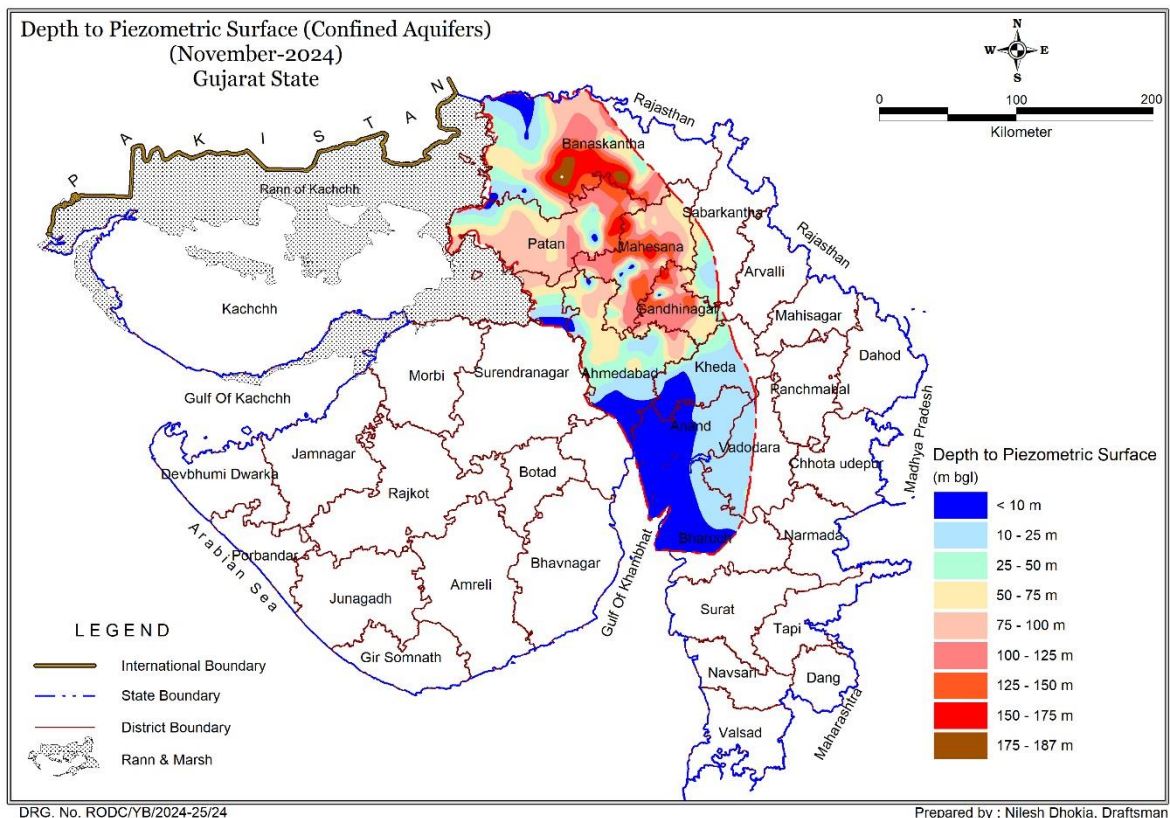 Depth to Piezometric Surface (Confined Aquifers)
(November-2024)
Gujarat State
N
W E
S
0 100 200
Kilometer
P A K I S T A N
Rajasthan
Banaskantha
Rann of Kachchh
Sabarkantha
Rajasthan
Patan
Mahesana
Arvalli
Kachchh
Gandhinagar
Mahisagar
Dahod
Morbi
Surendranagar
Ahmedabad
Kheda
Panchmahal
Gulf Of Kachchh
Anand
Vadodara
Madhya Pradesh
Jamnagar
Devbhumi Dwarka
Botad
Chhota udepur
Rajkot
Narmada
Bharuch
Arabian Sea
Porbandar
Bhavnagar
Gulf Of Khambhat
Amreli
Junagadh
Surat
Tapi
Gir Somnath
Navsari
Dang
Valsad
Maharashtra
Depth to Piezometric Surface
(m bgl)
< 10 m
10 - 25 m
25 - 50 m
50 - 75 m
75 - 100 m
100 - 125 m
125 - 150 m
150 - 175 m
175 - 187 m
LEGEND
International Boundary
State Boundary
District Boundary
Rann & Marsh
DRG. No. RODC/YB/2024-25/24
Prepared by : Nilesh Dhokia, Draftsman